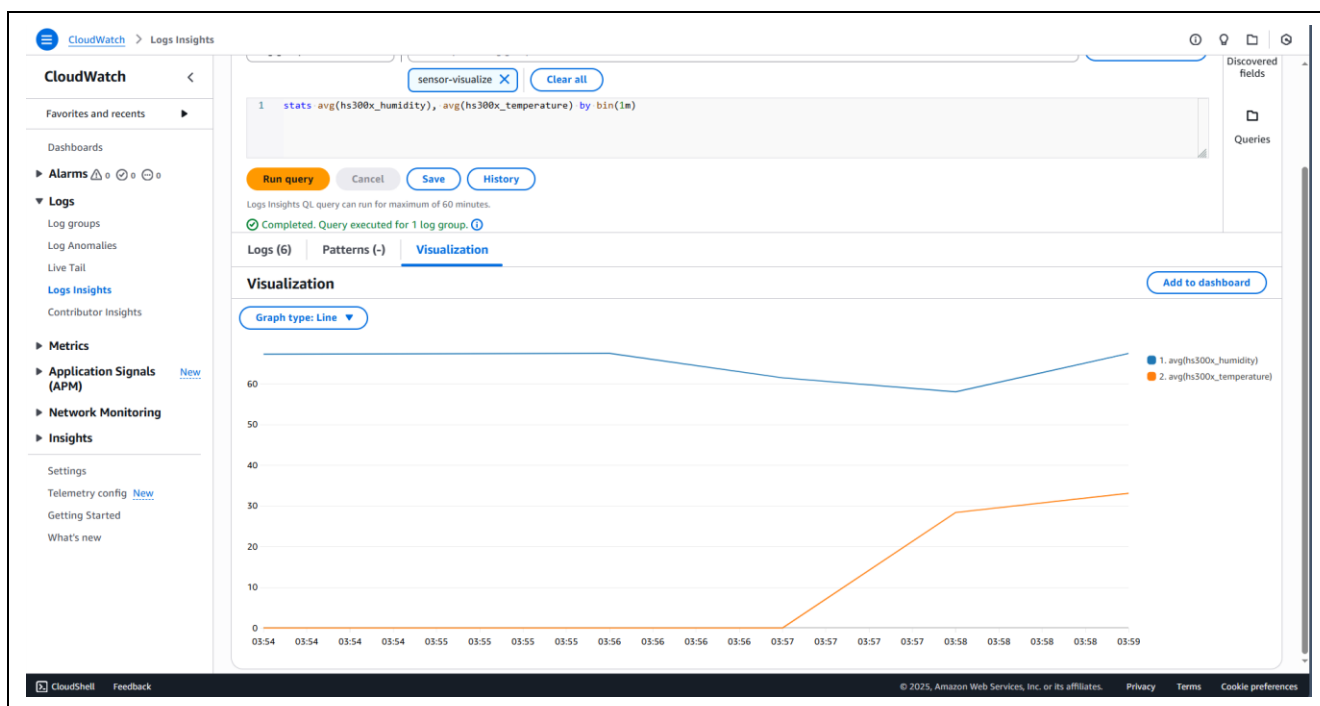 CloudWatch > Logs Insights
CloudWatch
Favorites and recents
Dashboards
Alarms 0 0 0
Logs
Log groups
Log Anomalies
Live Tail
Logs Insights
Contributor Insights
Metrics
Application Signals New
(APM)
Network Monitoring
Insights
Settings
Telemetry config New
Getting Started
What's new
sensor-visualize X
Clear all
Discovered
fields
Queries
1 stats avg(hs300x_humidity), avg(hs300x_temperature) by bin(1m)
Run query Cancel Save History
Logs Insights QL query can run for maximum of 60 minutes.
Completed. Query executed for 1 log group.
Logs (6) Patterns (-) Visualization
Visualization
Add to dashboard
Graph type: Line
1. avg(hs300x_humidity)
2. avg(hs300x_temperature)
60
50
40
30
20
10
0
03:54 03:54 03:54 03:54 03:55 03:55 03:55 03:55 03:56 03:56 03:56 03:56 03:57 03:57 03:57 03:57 03:58 03:58 03:58 03:58 03:59
CloudShell Feedback
© 2025, Amazon Web Services, Inc. or its affiliates. Privacy Terms Cookie preferences